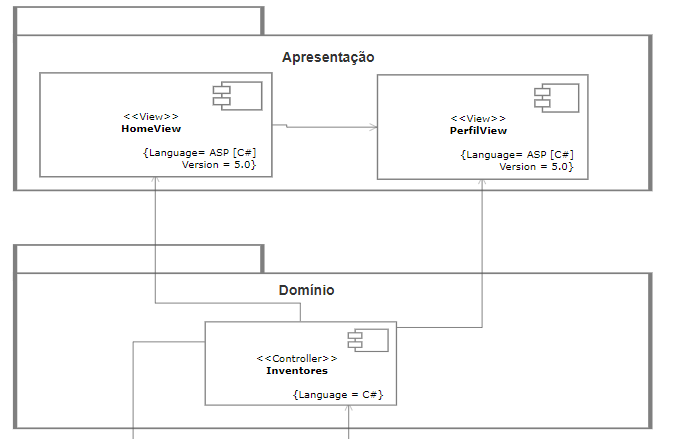 Apresentação
<<View>>
HomeView
{Language= ASP [C#]
Version = 5.0}
<<View>>
PerfilView
{Language= ASP [C#]
Version = 5.0}
Domínio
<<Controller>>
Inventores
{Language = C#}